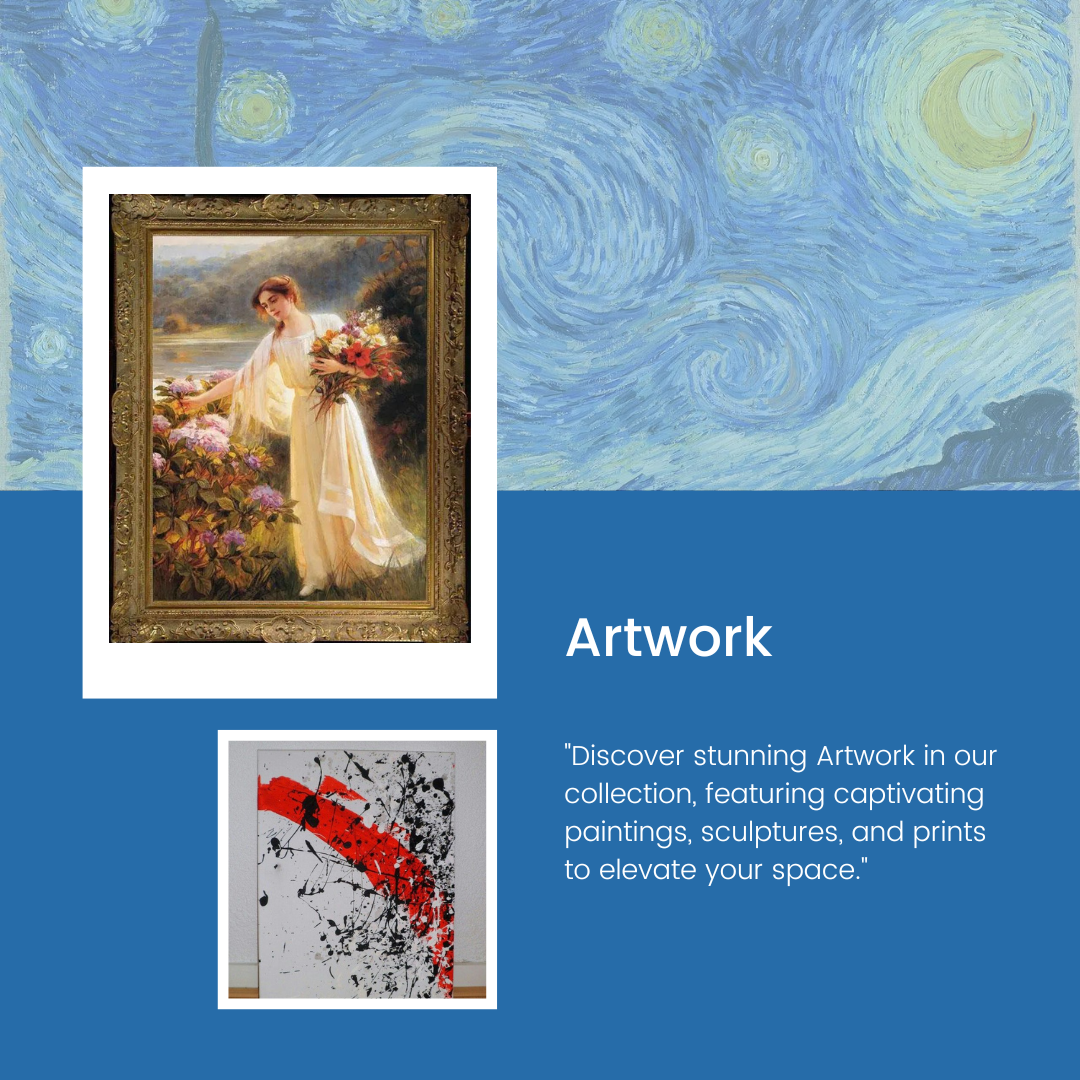 Artwork
"Discover stunning Artwork in our
collection, featuring captivating
paintings, sculptures, and prints
to elevate your space."